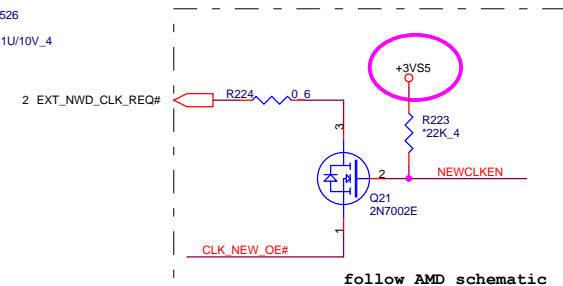 526
1U/10V_4
+3VS5
2 EXT_NWD_CLK_REQ#
R224
0_6
R223
*22K_4
3
2
NEWCLKEN
Q21
2N7002E
1
CLK_NEW_OE#
follow AMD schematic